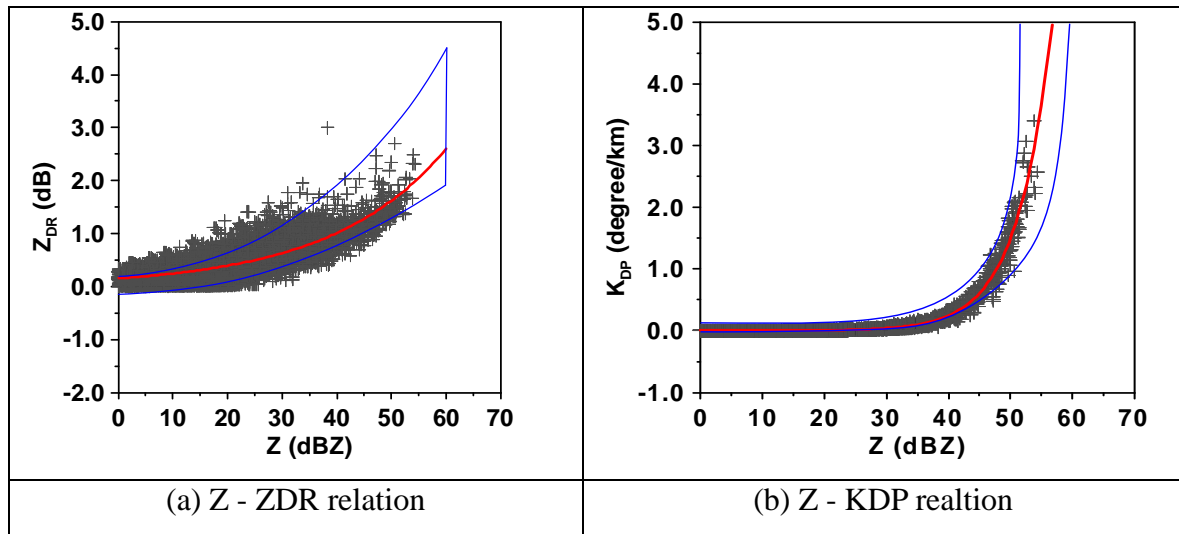 5.0
4.0
3.0
2.0
1.0
0.0
-1.0
-2.0
Z_DR (dB)
0 10 20 30 40 50 60 70
Z (dBZ)
5.0
4.0
3.0
2.0
1.0
0.0
-1.0
K_DP (degree/km)
0 10 20 30 40 50 60 70
Z (dBZ)
(a) Z - ZDR relation
(b) Z - KDP realtion